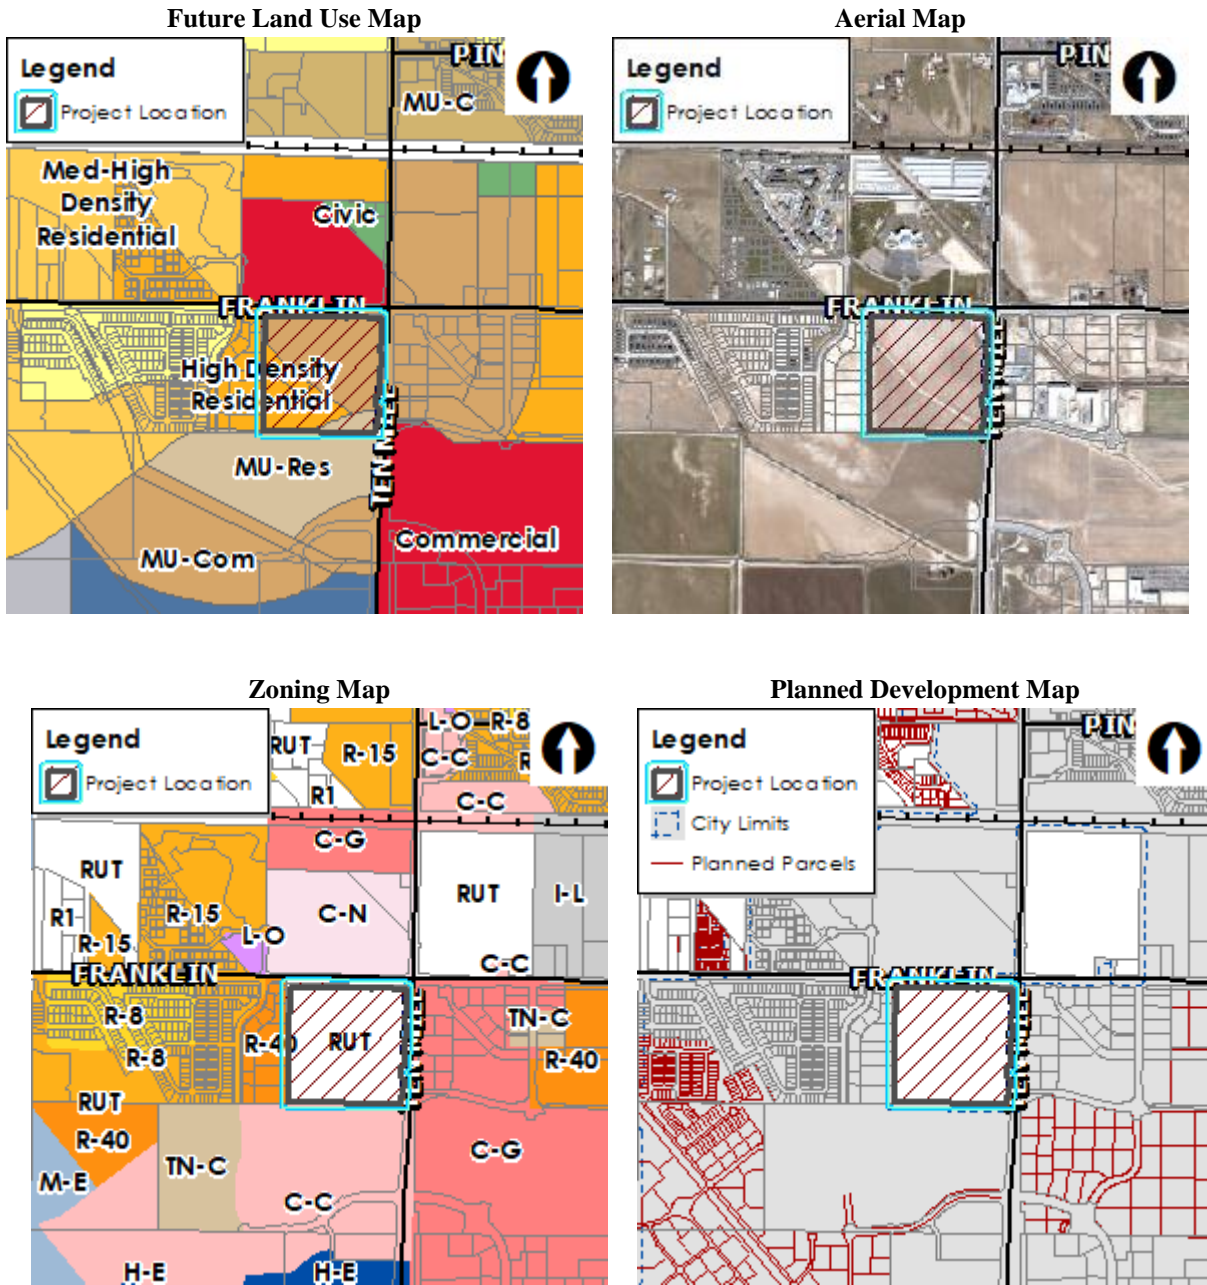 Future Land Use Map
Legend
Project Location
MU-C
Med-High
Density
Residential
Civic
FRANKLIN
High Density
Residential
MU-Res
TEN MILE
MU-Com
Commercial
Aerial Map
Legend
Project Location
FRANKLIN
Zoning Map
Legend
Project Location
L-O
R-8
RUT
R-15
C-C
R
R1
C-C
C-G
RUT
RUT
I-L
R1
R-15
C-N
R-15
L-O
C-C
FRANKLIN
R-8
TN-C
R-8
R-40
RUT
R-40
RUT
R-40
TN-C
C-G
M-E
C-C
H-E
H-E
Planned Development Map
Legend
PIN
Project Location
City Limits
Planned Parcels
FRANKLIN